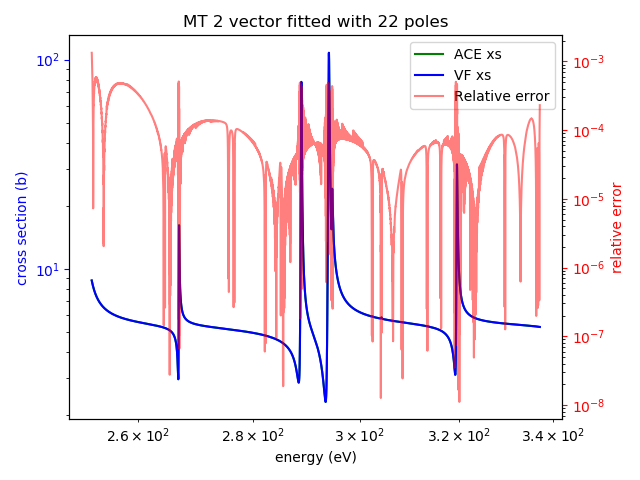 MT 2 vector fitted with 22 poles
ACE xs
VF xs
Relative error
cross section (b)
10²
10¹
relative error
10⁻³
10⁻⁴
10⁻⁵
10⁻⁶
10⁻⁷
10⁻⁸
2.6 × 10² 2.8 × 10² 3 × 10² 3.2 × 10² 3.4 × 10²
energy (eV)